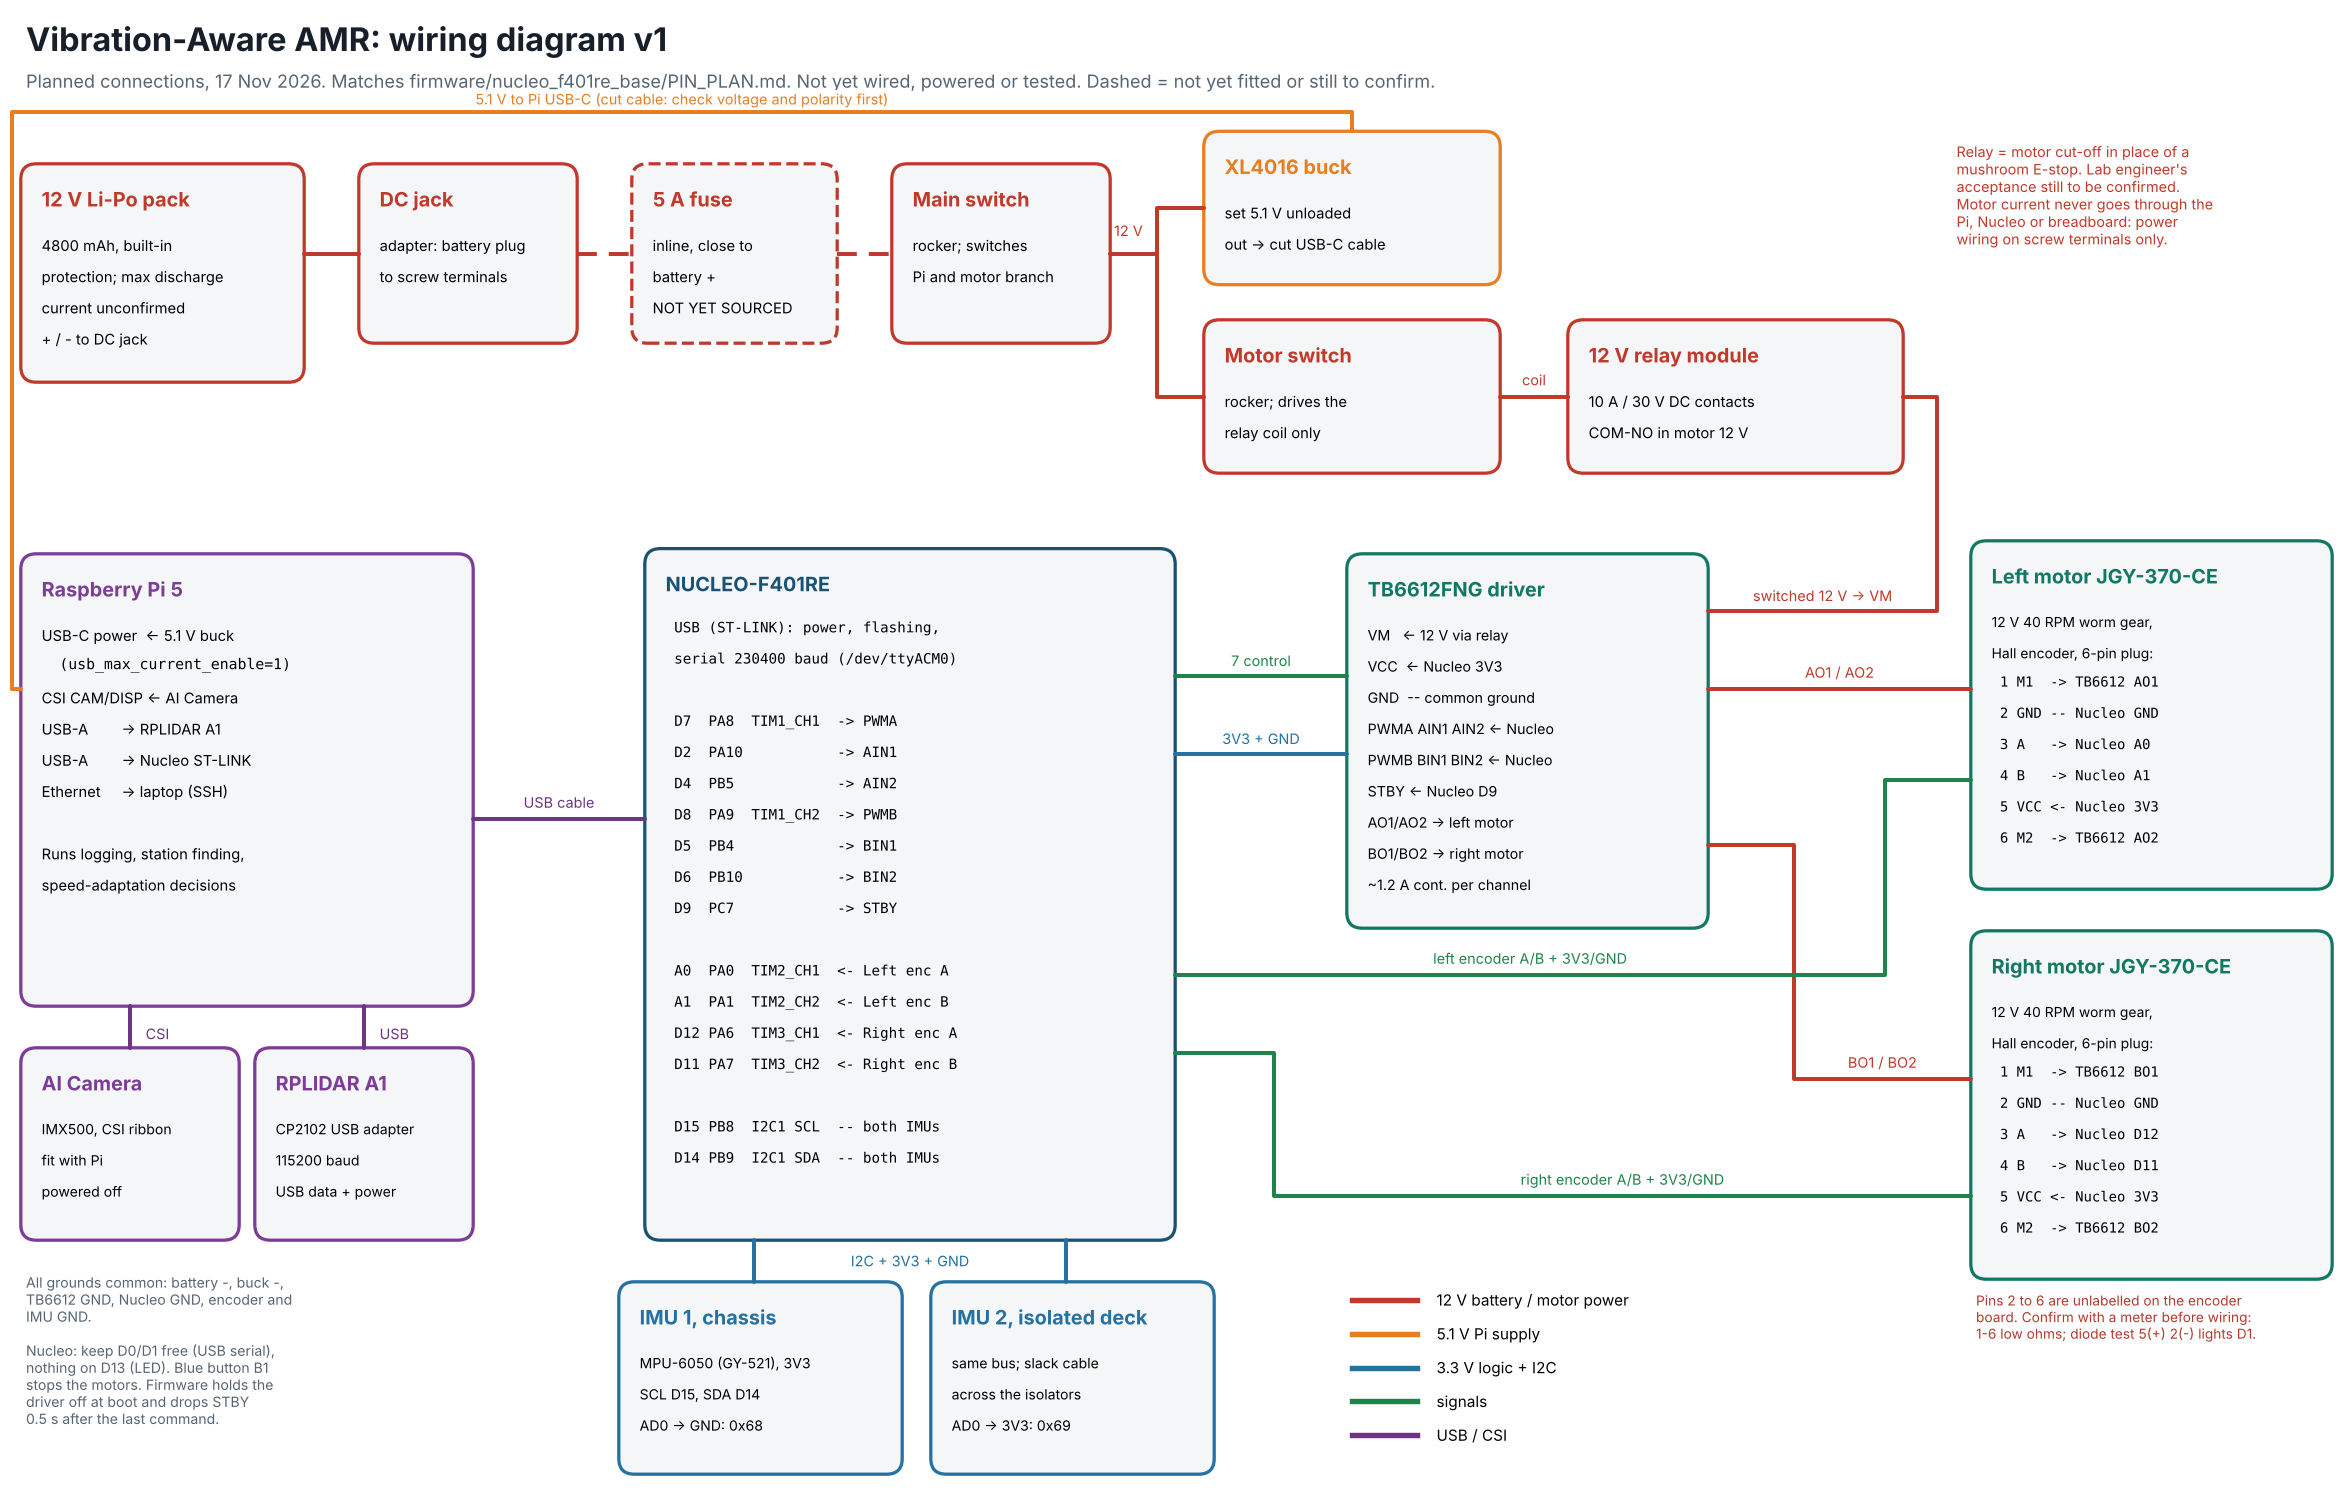 Vibration-Aware AMR: wiring diagram v1
Planned connections, 17 Nov 2026. Matches firmware/nucleo_f401re_base/PIN_PLAN.md. Not yet wired, powered or tested. Dashed = not yet fitted or still to confirm.
5.1 V to Pi USB-C (cut cable: check voltage and polarity first)
12 V Li-Po pack
4800 mAh, built-in
protection; max discharge
current unconfirmed
+ / - to DC jack
DC jack
adapter: battery plug
to screw terminals
5 A fuse
inline, close to
battery +
NOT YET SOURCED
Main switch
rocker; switches
Pi and motor branch
12 V
XL4016 buck
set 5.1 V unloaded
out → cut USB-C cable
Relay = motor cut-off in place of a
mushroom E-stop. Lab engineer's
acceptance still to be confirmed.
Motor current never goes through the
Pi, Nucleo or breadboard: power
wiring on screw terminals only.
Motor switch
rocker; drives the
relay coil only
coil
12 V relay module
10 A / 30 V DC contacts
COM-NO in motor 12 V
Raspberry Pi 5
USB-C power ← 5.1 V buck
(usb_max_current_enable=1)
CSI CAM/DISP ← AI Camera
USB-A → RPLIDAR A1
USB-A → Nucleo ST-LINK
Ethernet → laptop (SSH)
Runs logging, station finding,
speed-adaptation decisions
USB cable
NUCLEO-F401RE
USB (ST-LINK): power, flashing,
serial 230400 baud (/dev/ttyACM0)
D7 PA8 TIM1_CH1 -> PWMA
D2 PA10 -> AIN1
D4 PB5 -> AIN2
D8 PA9 TIM1_CH2 -> PWMB
D5 PB4 -> BIN1
D6 PB10 -> BIN2
D9 PC7 -> STBY
A0 PA0 TIM2_CH1 <- Left enc A
A1 PA1 TIM2_CH2 <- Left enc B
D12 PA6 TIM3_CH1 <- Right enc A
D11 PA7 TIM3_CH2 <- Right enc B
D15 PB8 I2C1 SCL -- both IMUs
D14 PB9 I2C1 SDA -- both IMUs
7 control
3V3 + GND
TB6612FNG driver
VM ← 12 V via relay
VCC ← Nucleo 3V3
GND -- common ground
PWMA AIN1 AIN2 ← Nucleo
PWMB BIN1 BIN2 ← Nucleo
STBY ← Nucleo D9
AO1/AO2 → left motor
BO1/BO2 → right motor
~1.2 A cont. per channel
switched 12 V → VM
AO1 / AO2
left encoder A/B + 3V3/GND
BO1 / BO2
right encoder A/B + 3V3/GND
Left motor JGY-370-CE
12 V 40 RPM worm gear,
Hall encoder, 6-pin plug:
1 M1 -> TB6612 AO1
2 GND -- Nucleo GND
3 A -> Nucleo A0
4 B -> Nucleo A1
5 VCC <- Nucleo 3V3
6 M2 -> TB6612 AO2
Right motor JGY-370-CE
12 V 40 RPM worm gear,
Hall encoder, 6-pin plug:
1 M1 -> TB6612 BO1
2 GND -- Nucleo GND
3 A -> Nucleo D12
4 B -> Nucleo D11
5 VCC <- Nucleo 3V3
6 M2 -> TB6612 BO2
Pins 2 to 6 are unlabelled on the encoder
board. Confirm with a meter before wiring:
1-6 low ohms; diode test 5(+) 2(-) lights D1.
CSI
USB
AI Camera
IMX500, CSI ribbon
fit with Pi
powered off
RPLIDAR A1
CP2102 USB adapter
115200 baud
USB data + power
All grounds common: battery -, buck -,
TB6612 GND, Nucleo GND, encoder and
IMU GND.
Nucleo: keep D0/D1 free (USB serial),
nothing on D13 (LED). Blue button B1
stops the motors. Firmware holds the
driver off at boot and drops STBY
0.5 s after the last command.
I2C + 3V3 + GND
IMU 1, chassis
MPU-6050 (GY-521), 3V3
SCL D15, SDA D14
AD0 → GND: 0x68
IMU 2, isolated deck
same bus; slack cable
across the isolators
AD0 → 3V3: 0x69
12 V battery / motor power
5.1 V Pi supply
3.3 V logic + I2C
signals
USB / CSI